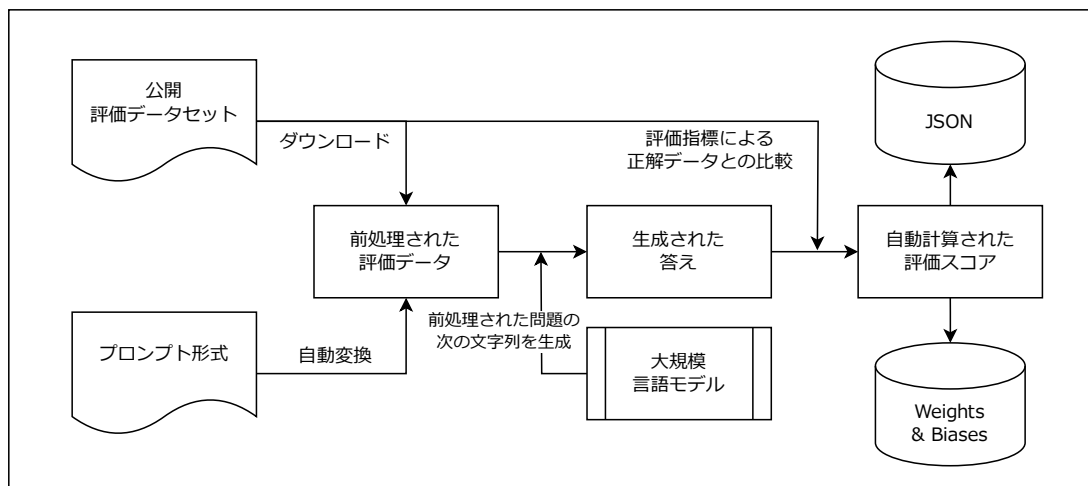 公開
評価データセット
ダウンロード
評価指標による
正解データとの比較
JSON
前処理された
評価データ
生成された
答え
自動計算された
評価スコア
プロンプト形式
自動変換
前処理された問題の
次の文字列を生成
大規模
言語モデル
Weights
& Biases